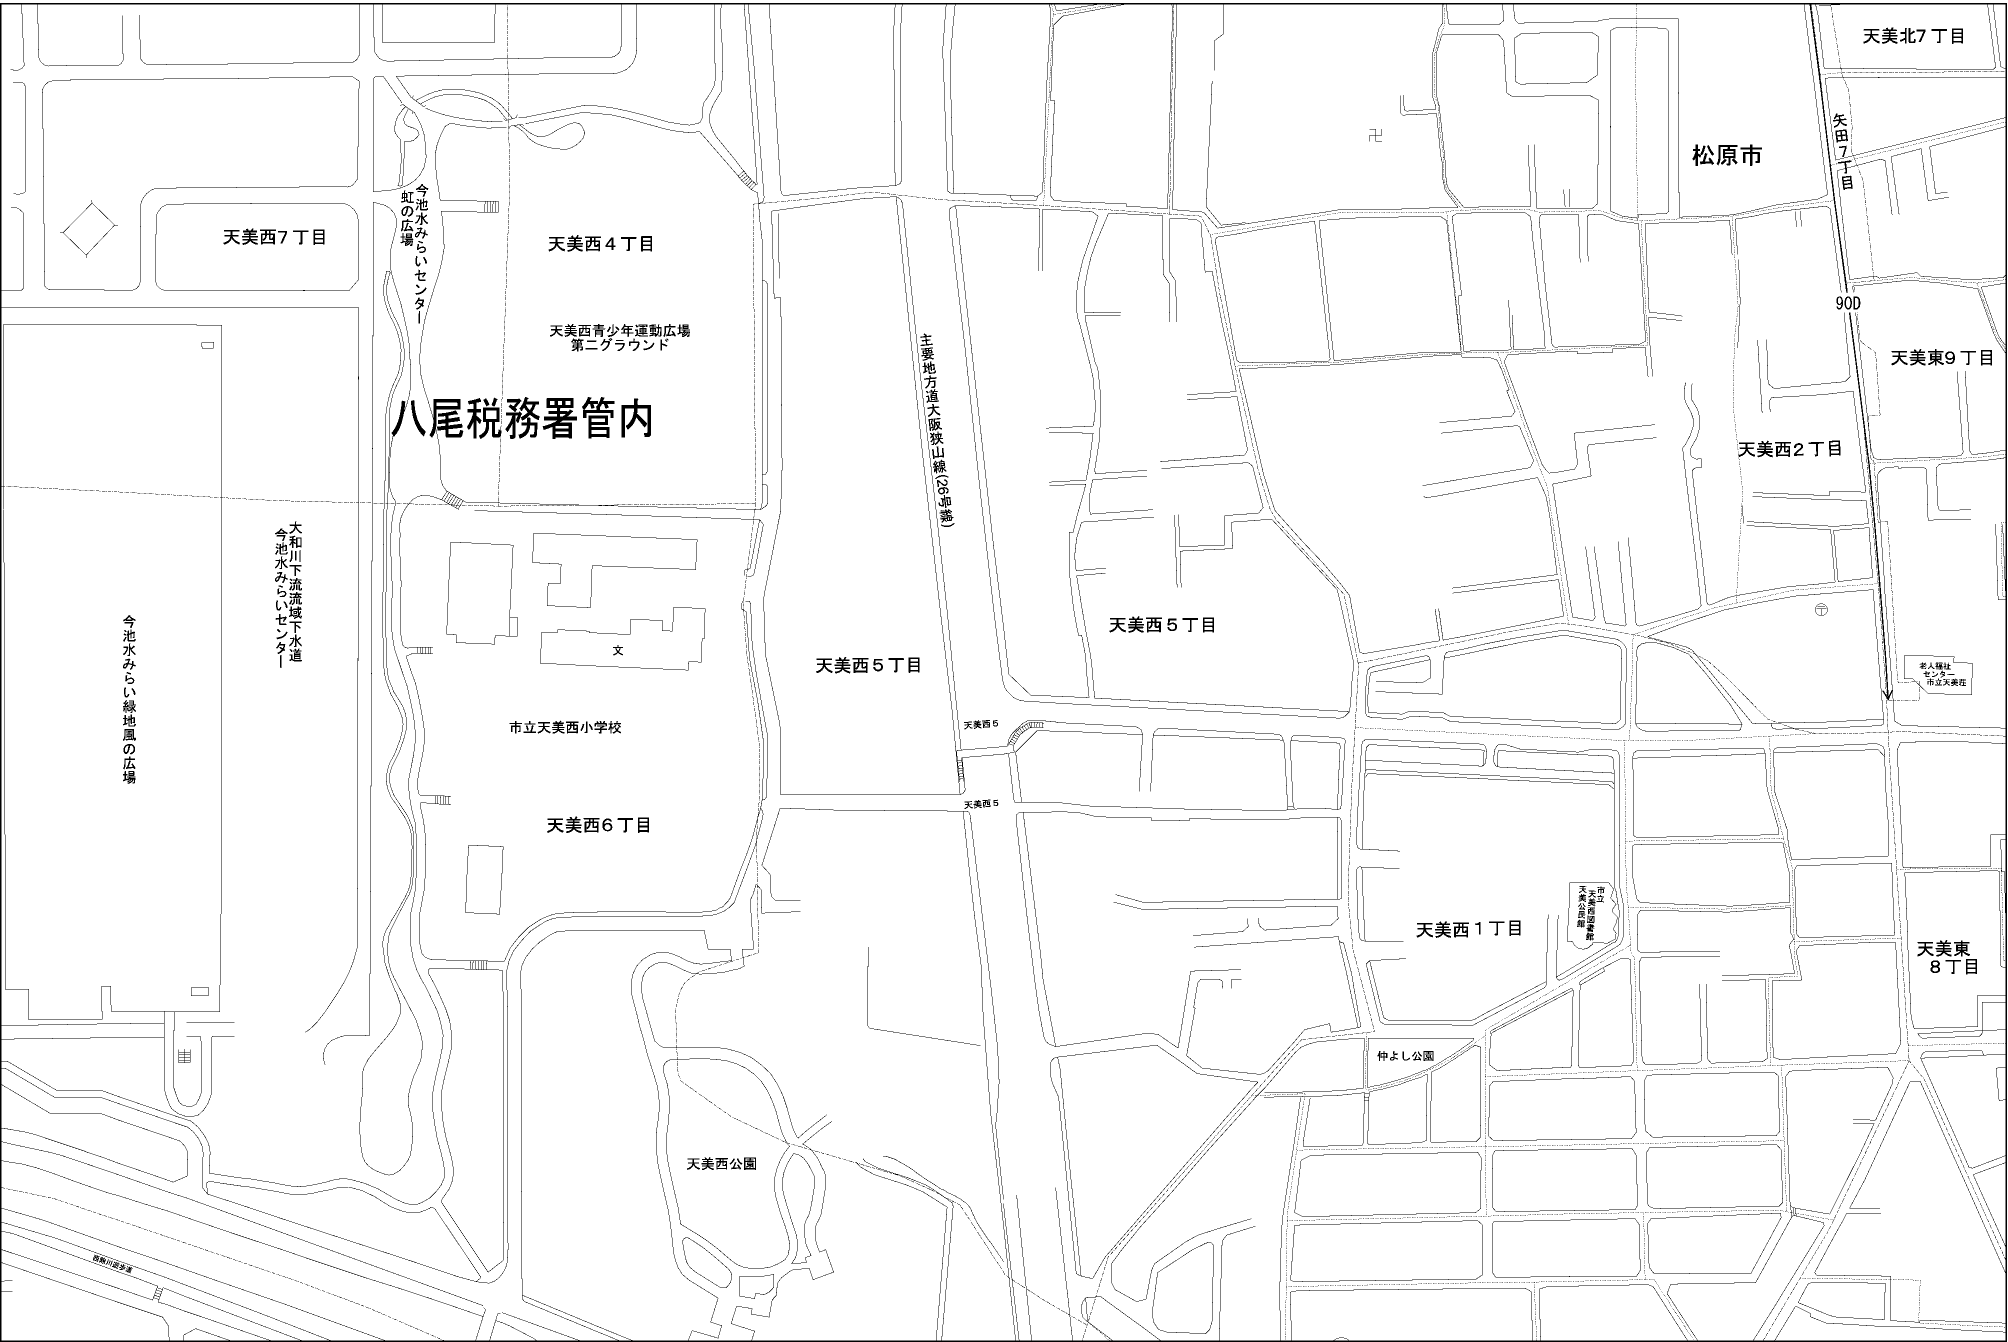 天美北7丁目
矢田7丁目
松原市
天美西7丁目
今池水みらいセンター
虹の広場
天美西4丁目
90D
天美西青少年運動広場
第二グラウンド
主要地方道大阪狭山線(26号線)
天美東9丁目
八尾税務署管内
天美西2丁目
大和川下流流域下水道
今池水みらいセンター
今池水みらい緑地風の広場
〒
天美西5丁目
文
天美西5丁目
老人福祉
センター
市立天美荘
市立天美西小学校
天美西5
天美西5
天美西6丁目
市立
天美西図書館
天美公民館
天美西1丁目
天美東
8丁目
仲よし公園
天美西公園
西除川遊歩道